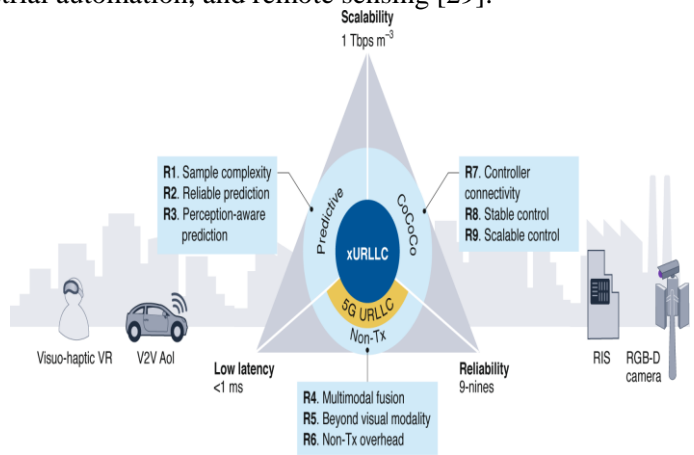 strial automation, and remote sensing [29].
Scalability
1 Tbps m⁻³
R1. Sample complexity
R2. Reliable prediction
R3. Perception-aware
prediction
R7. Controller
connectivity
R8. Stable control
R9. Scalable control
Predictive
CoCoCo
xURLLC
5G URLLC
Non-Tx
Visuo-haptic VR
V2V AoI
Low latency
<1 ms
Reliability
9-nines
RIS
RGB-D
camera
R4. Multimodal fusion
R5. Beyond visual modality
R6. Non-Tx overhead